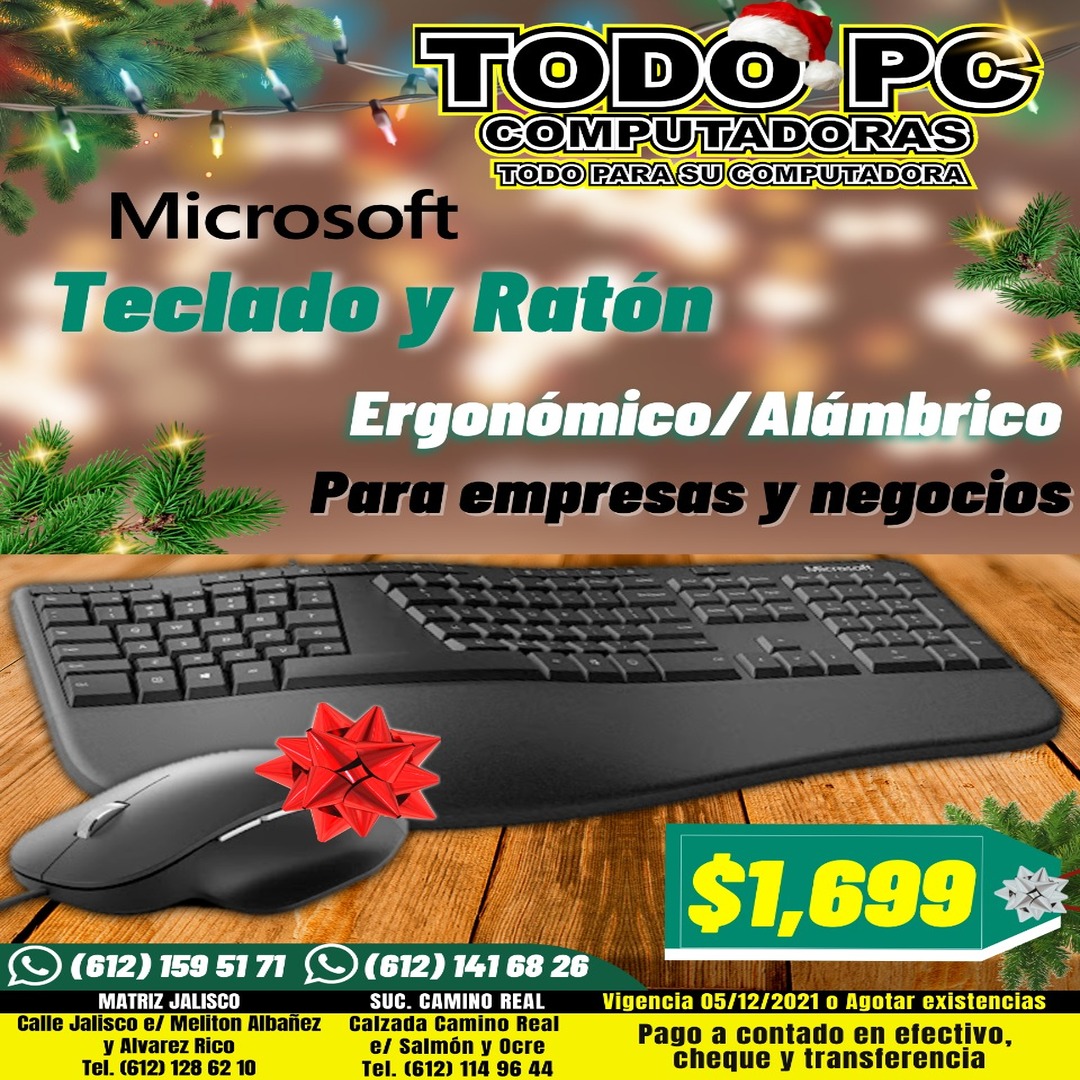 TODO PC
COMPUTADORAS
TODO PARA SU COMPUTADORA
Microsoft
Teclado y Ratón
Ergonómico/Alámbrico
Para empresas y negocios
Microsoft
$1,699
(612) 159 51 71
(612) 141 68 26
MATRIZ JALISCO
Calle Jalisco e/ Meliton Albañez
y Alvarez Rico
Tel. (612) 128 62 10
SUC. CAMINO REAL
Calzada Camino Real
e/ Salmón y Ocre
Tel. (612) 114 96 44
Vigencia 05/12/2021 o Agotar existencias
Pago a contado en efectivo,
cheque y transferencia